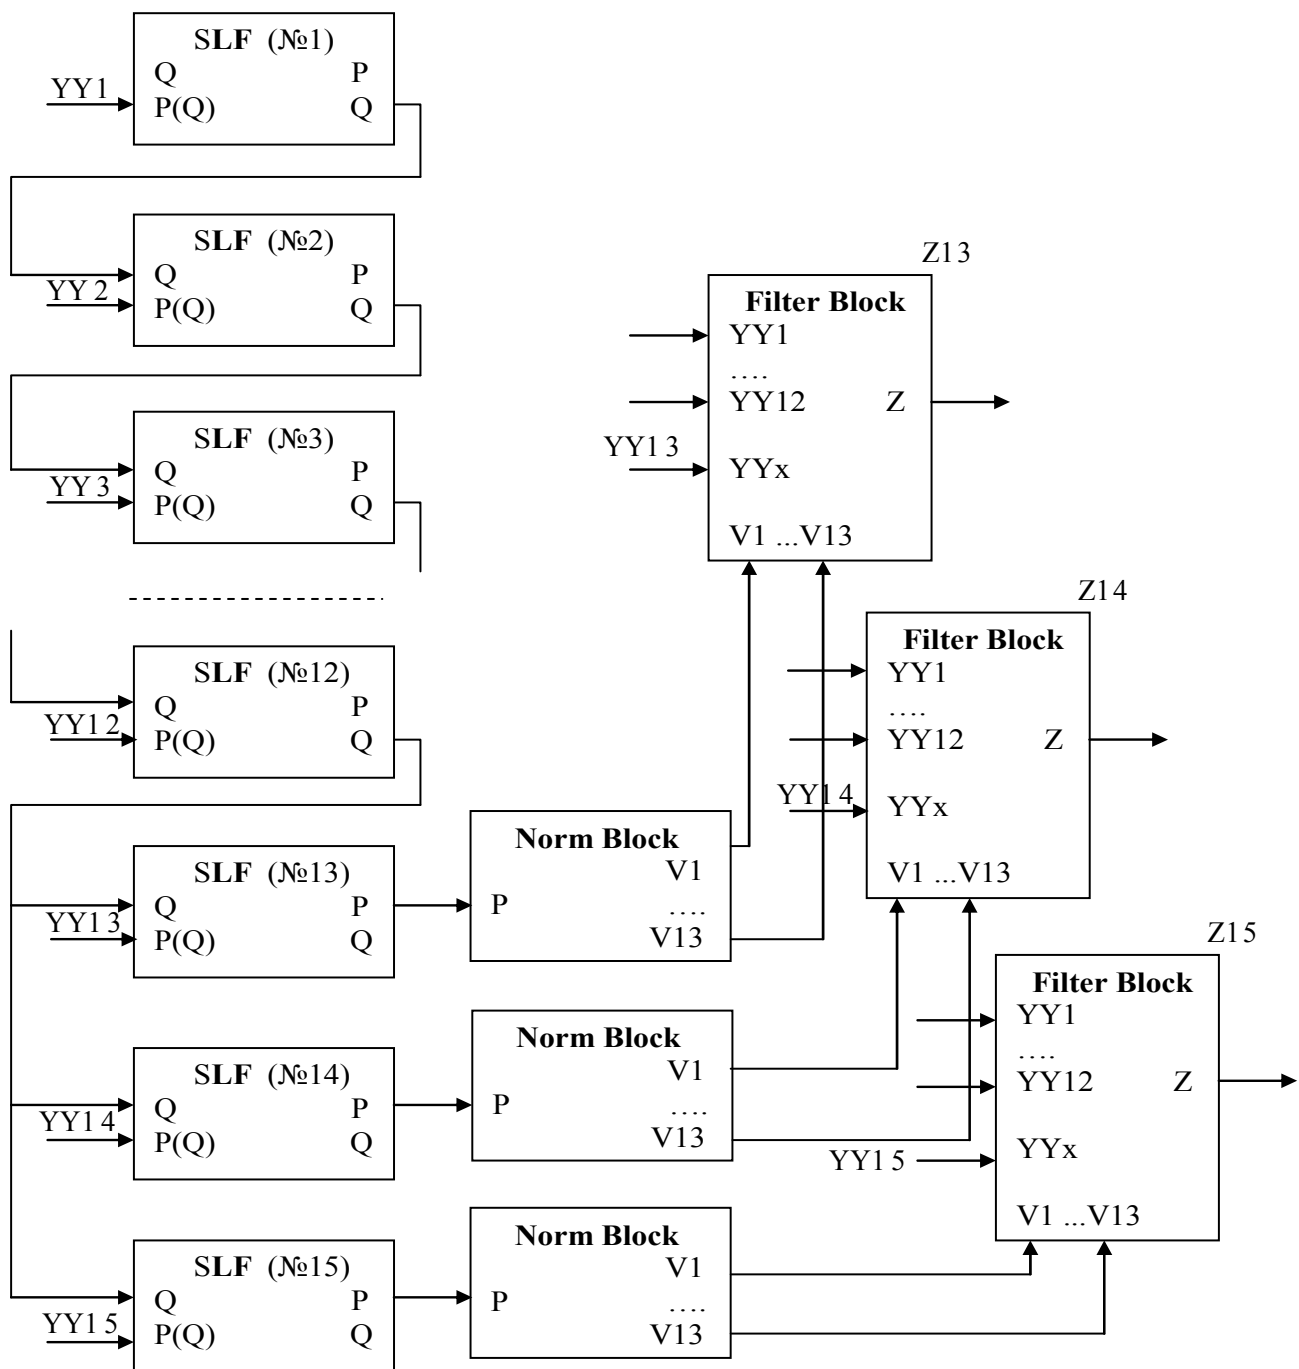 SLF (№1)
Q P
YY1
P(Q) Q
SLF (№2)
Q P
YY2
P(Q) Q
SLF (№3)
Q P
YY3
P(Q) Q
SLF (№12)
Q P
YY12
P(Q) Q
SLF (№13)
Q P
YY13
P(Q) Q
SLF (№14)
Q P
YY14
P(Q) Q
SLF (№15)
Q P
YY15
P(Q) Q
Norm Block
V1
P ....
V13
Norm Block
V1
P ....
V13
Norm Block
V1
P ....
V13
Z13
Filter Block
YY1
....
YY12 Z
YY13
YYx
V1 ...V13
Z14
Filter Block
YY1
....
YY12 Z
YY14
YYx
V1 ...V13
Z15
Filter Block
YY1
....
YY12 Z
YY15
YYx
V1 ...V13